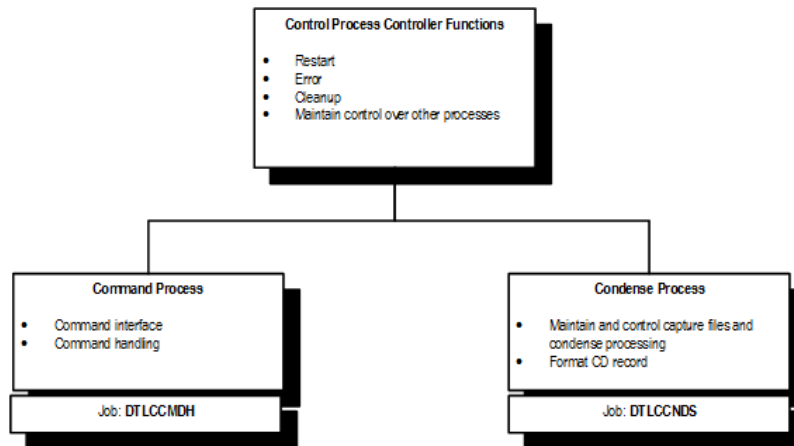 Control Process Controller Functions
• Restart
• Error
• Cleanup
• Maintain control over other processes
Command Process
• Command interface
• Command handling
Job: DTLCCMDH
Condense Process
• Maintain and control capture files and
condense processing
• Format CD record
Job: DTLCCNDS